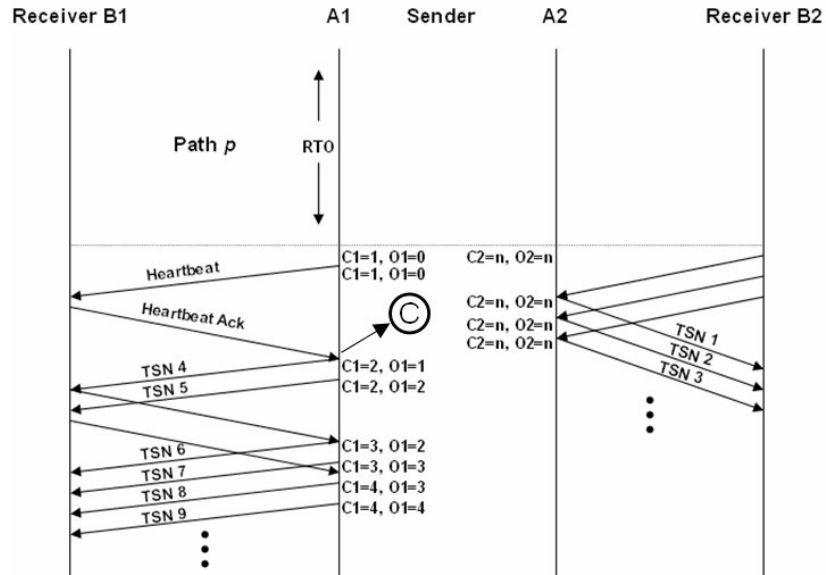 Receiver B1 A1 Sender A2 Receiver B2
Path p
RTO
C1=1, O1=0 C2=n, O2=n
Heartbeat
C1=1, O1=0
C2=n, O2=n
Heartbeat Ack
C
C2=n, O2=n
TSN 1
C2=n, O2=n
TSN 2
TSN 4
C1=2, O1=1
TSN 3
TSN 5
C1=2, O1=2
C1=3, O1=2
TSN 6
C1=3, O1=3
TSN 7
C1=4, O1=3
TSN 8
C1=4, O1=4
TSN 9